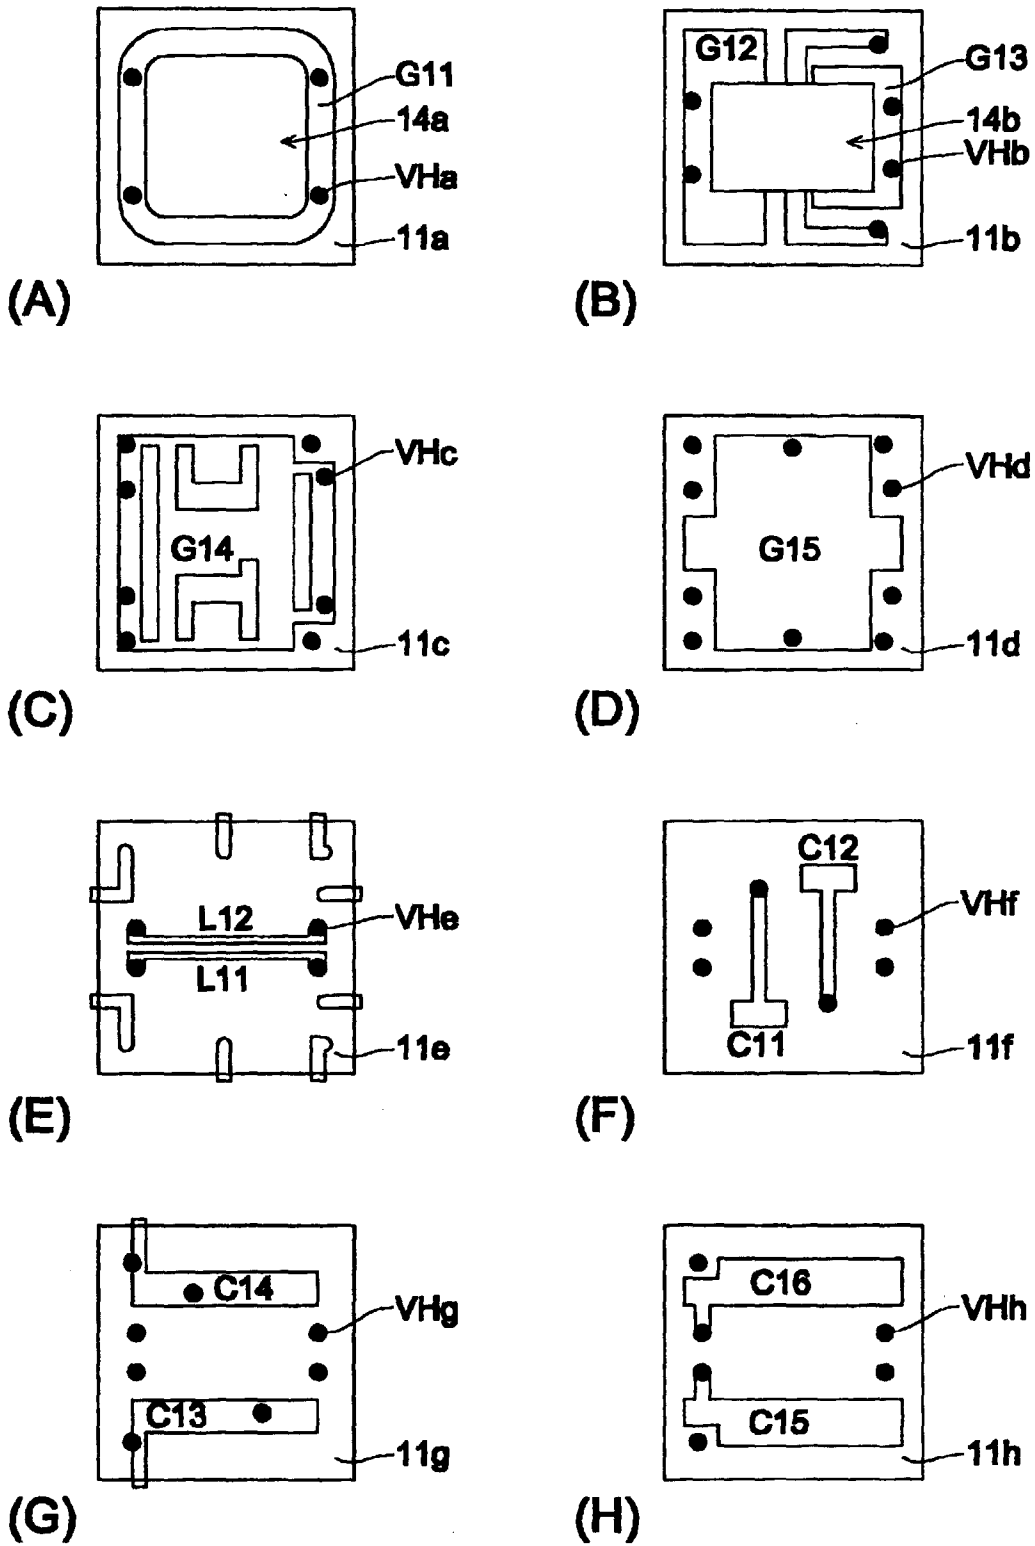 G11
14a
VHa
11a
(A)
G12
G13
14b
VHb
11b
(B)
VHc
G14
11c
(C)
VHd
G15
11d
(D)
L12
VHe
L11
11e
(E)
C12
VHf
C11
11f
(F)
C14
VHg
C13
11g
(G)
C16
VHh
C15
11h
(H)